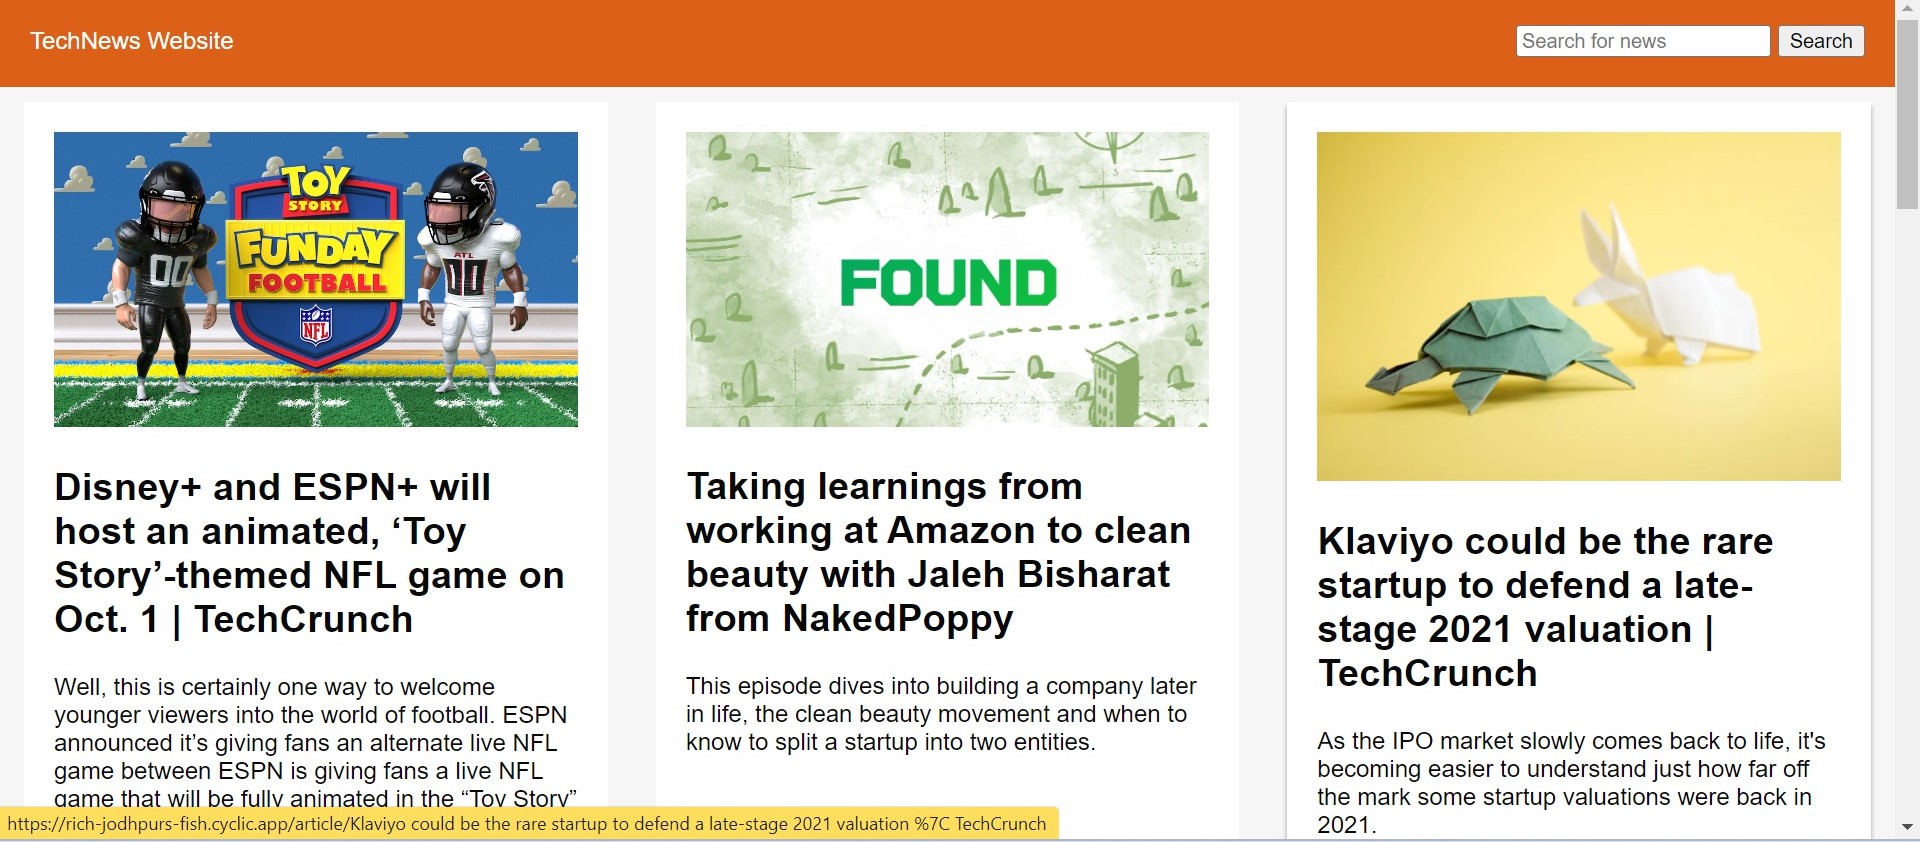 TechNews Website
Search for news
Search
TOY
STORY
FUNDAY
FOOTBALL
NFL
00
ATL
00
Disney+ and ESPN+ will
host an animated, ‘Toy
Story’-themed NFL game on
Oct. 1 | TechCrunch
Well, this is certainly one way to welcome
younger viewers into the world of football. ESPN
announced it’s giving fans an alternate live NFL
game between ESPN is giving fans a live NFL
game that will be fully animated in the “Toy Story”
FOUND
Taking learnings from
working at Amazon to clean
beauty with Jaleh Bisharat
from NakedPoppy
This episode dives into building a company later
in life, the clean beauty movement and when to
know to split a startup into two entities.
Klaviyo could be the rare
startup to defend a late-
stage 2021 valuation |
TechCrunch
As the IPO market slowly comes back to life, it's
becoming easier to understand just how far off
the mark some startup valuations were back in
2021.
https://rich-jodhpurs-fish.cyclic.app/article/Klaviyo could be the rare startup to defend a late-stage 2021 valuation %7C TechCrunch